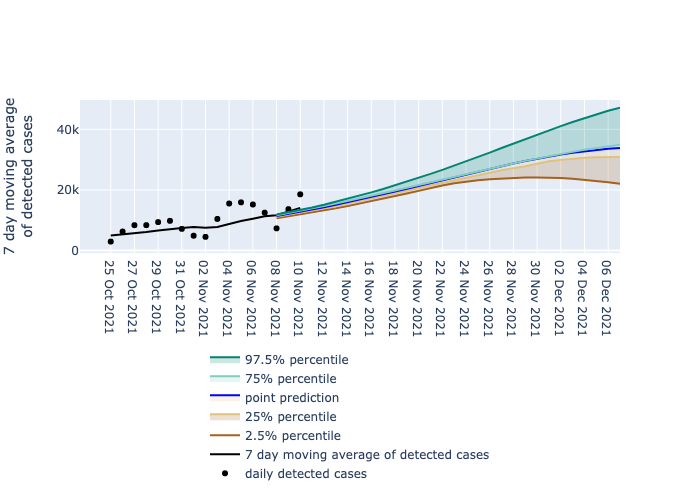 7 day moving average
of detected cases
40k
20k
0
25 Oct 2021
27 Oct 2021
29 Oct 2021
31 Oct 2021
02 Nov 2021
04 Nov 2021
06 Nov 2021
08 Nov 2021
10 Nov 2021
12 Nov 2021
14 Nov 2021
16 Nov 2021
18 Nov 2021
20 Nov 2021
22 Nov 2021
24 Nov 2021
26 Nov 2021
28 Nov 2021
30 Nov 2021
02 Dec 2021
04 Dec 2021
06 Dec 2021
97.5% percentile
75% percentile
point prediction
25% percentile
2.5% percentile
7 day moving average of detected cases
daily detected cases